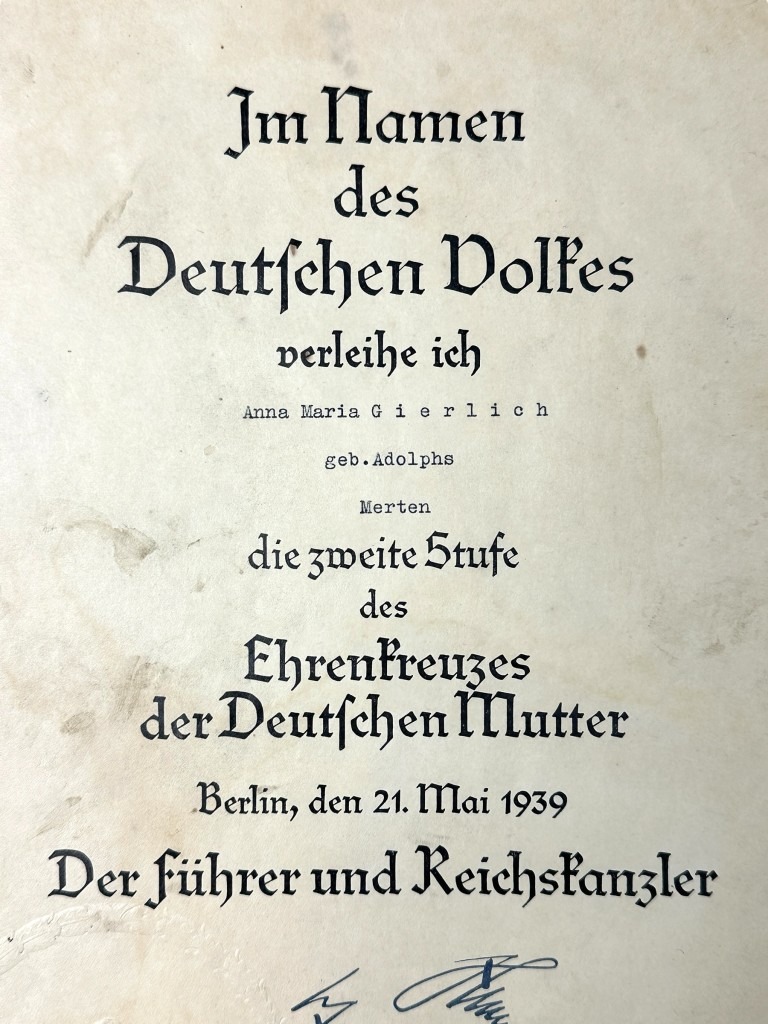 Im Namen
des
Deutschen Volkes
verleihe ich
Anna Maria G i e r l i c h
geb.Adolphs
Merten
die zweite Stufe
des
Ehrenkreuzes
der Deutschen Mutter
Berlin, den 21. Mai 1939
Der Führer und Reichskanzler